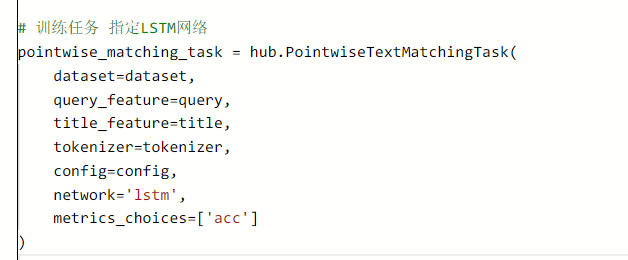 # 训练任务 指定LSTM网络
pointwise_matching_task = hub.PointwiseTextMatchingTask(
    dataset=dataset,
    query_feature=query,
    title_feature=title,
    tokenizer=tokenizer,
    config=config,
    network='lstm',
    metrics_choices=['acc']
)